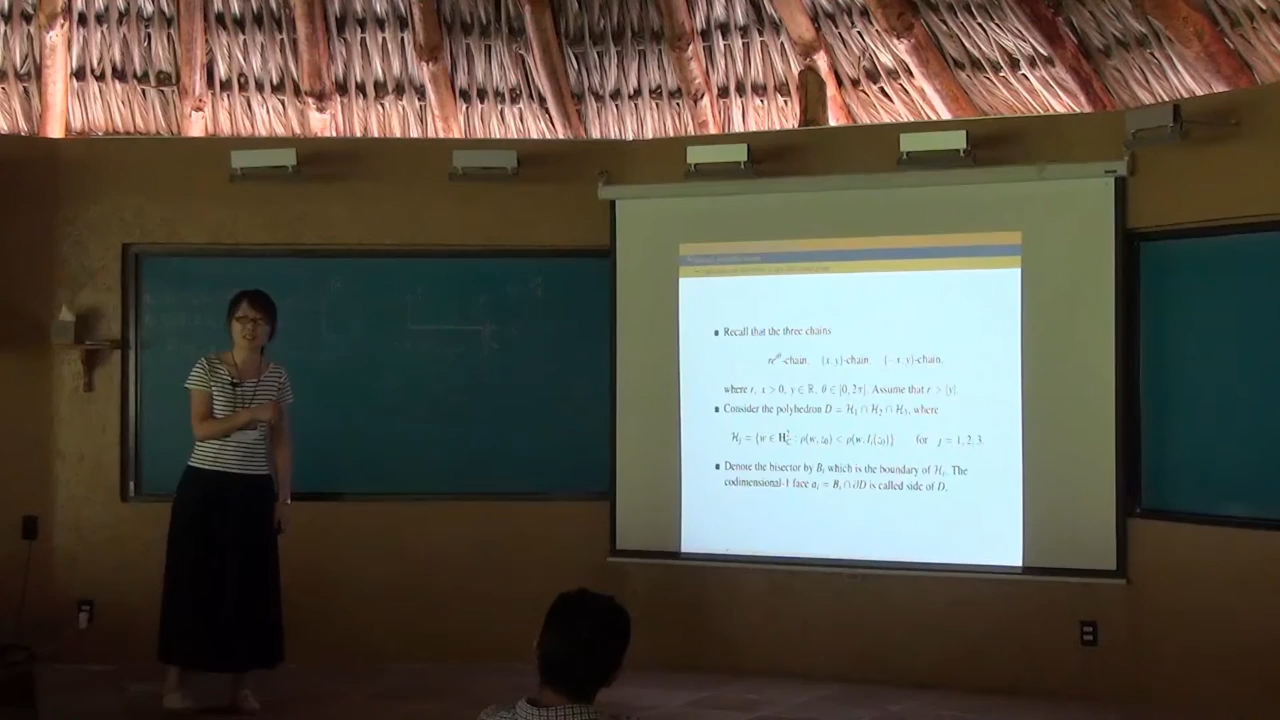 Recall that the three chains
re^{iθ}-chain, (x, y)-chain, (−x, y)-chain,
where r, x > 0, y ∈ ℝ, θ ∈ [0, 2π]. Assume that r > |y|.
Consider the polyhedron D = H₁ ∩ H₂ ∩ H₃, where
H_j = {w ∈ H²_C : ρ(w, z₀) < ρ(w, I_j(z₀)} for j = 1, 2, 3.
Denote the bisector by B_i which is the boundary of H_i. The
codimensional-1 face a_i = B_i ∩ ∂D is called side of D.